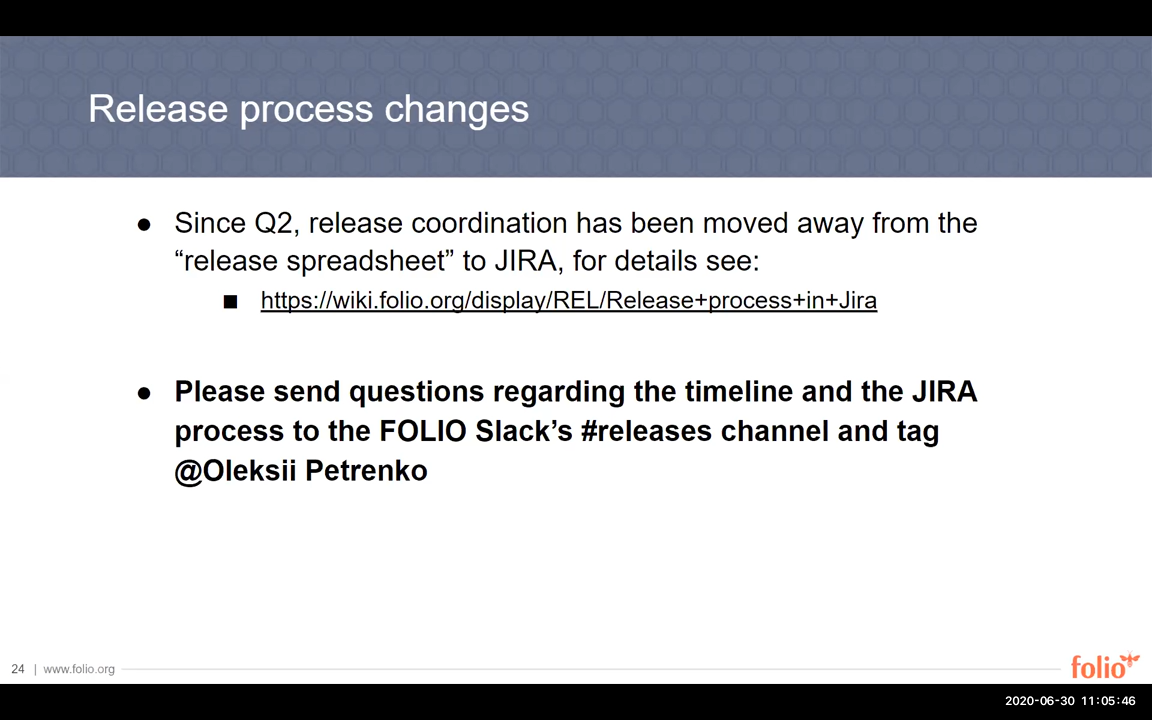 Release process changes
● Since Q2, release coordination has been moved away from the
“release spreadsheet” to JIRA, for details see:
■ https://wiki.folio.org/display/REL/Release+process+in+Jira
● Please send questions regarding the timeline and the JIRA
process to the FOLIO Slack’s #releases channel and tag
@Oleksii Petrenko
24 | www.folio.org
folio
2020-06-30 11:05:46